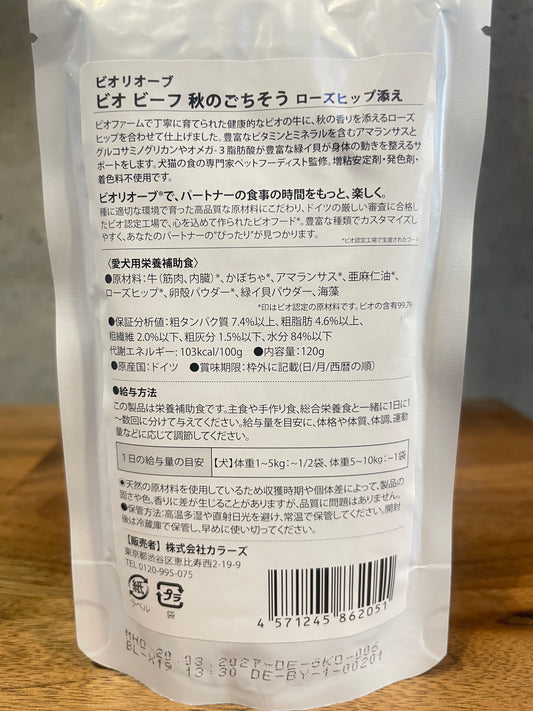 ビオリオーブ
ビオ ビーフ 秋のごちそう ローズヒップ添え
ビオファームで丁寧に育てられた健康的なビオの牛に、秋の香りを添えるローズ
ヒップを合わせて仕上げました。豊富なビタミンとミネラルを含むアマランサスと
グルコサミノグリカンやオメガ-3脂肪酸が豊富な緑イ貝が身体の動きを整えるサ
ポートをします。犬猫の食の専門家ペットフーディスト監修。増粘安定剤・発色剤・
着色料不使用です。
ビオリオーブ®で、パートナーの食事の時間をもっと、楽しく。
種に適切な環境で育った高品質な原材料にこだわり、ドイツの厳しい審査に合格し
たビオ認定工場で、心を込めて作られたビオフード*。豊富な種類でカスタマイズし
やすく、あなたのパートナーの"ぴったり"が見つかります。
*ビオ認定工場で生産されたフード
〈愛犬用栄養補助食〉
●原材料:牛(筋肉、内臓)*、かぼちゃ*、アマランサス*、亜麻仁油*、
ローズヒップ*、卵殻パウダー*、緑イ貝パウダー、海藻
*印はビオ認定の原材料です。ビオの含有99.7%
●保証分析値:粗タンパク質 7.4%以上、粗脂肪 4.6%以上、
粗繊維 2.0%以下、粗灰分 1.5%以下、水分 84%以下
代謝エネルギー: 103kcal/100g ●内容量:120g
●原産国:ドイツ ●賞味期限:枠外に記載(日/月/西暦の順)
●給与方法
この製品は栄養補助食です。主食や手作り食、総合栄養食と一緒に1日に1
〜数回に分けて与えてください。給与量を目安に、体格や体質、体調、運動
量などに応じて調節してください。
1日の給与量の目安 【犬】体重1~5kg:~1/2袋、体重5~10kg:~1袋
●天然の原材料を使用しているため収穫時期や個体差によって、製品の
固さや色、香りに差が生じることがありますが、品質に問題はありません。
●保管方法:高温多湿や直射日光を避け、常温で保管してください。開封
後は冷蔵庫で保管し、早めに使い切ってください。
【販売者】株式会社カラーズ
東京都渋谷区恵比寿西2-19-9
TEL 0120-995-075
紙 プラ
ラベル 袋
4 571245 862051
MHD 20.03.2027-DE-ÖKO-006
13:30 DE-BY-1-00201